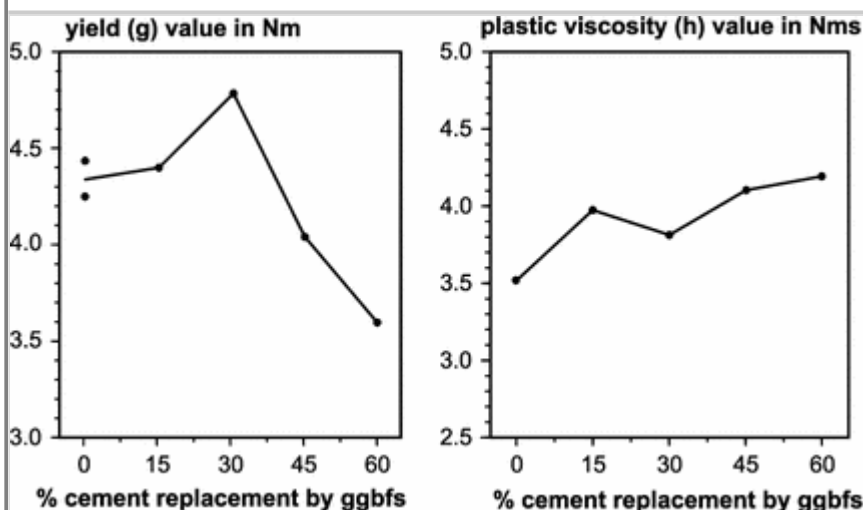 yield (g) value in Nm
5.0
4.5
4.0
3.5
3.0
0 15 30 45 60
% cement replacement by ggbfs
plastic viscosity (h) value in Nms
5.0
4.5
4.0
3.5
3.0
2.5
0 15 30 45 60
% cement replacement by ggbfs